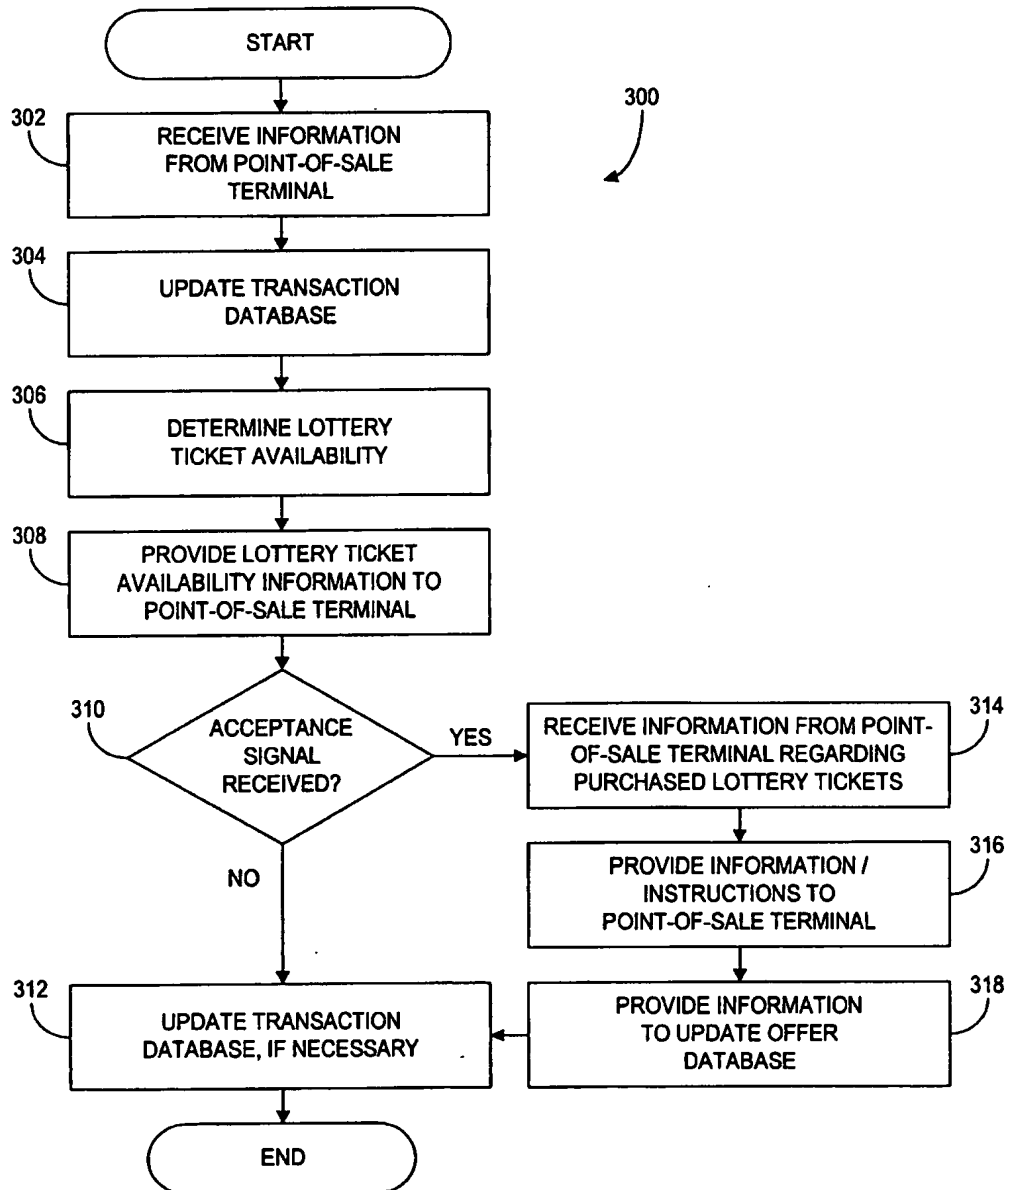 START
300
302
RECEIVE INFORMATION
FROM POINT-OF-SALE
TERMINAL
304
UPDATE TRANSACTION
DATABASE
306
DETERMINE LOTTERY
TICKET AVAILABILITY
308
PROVIDE LOTTERY TICKET
AVAILABILITY INFORMATION TO
POINT-OF-SALE TERMINAL
310
ACCEPTANCE
SIGNAL
RECEIVED?
YES
NO
314
RECEIVE INFORMATION FROM POINT-
OF-SALE TERMINAL REGARDING
PURCHASED LOTTERY TICKETS
316
PROVIDE INFORMATION /
INSTRUCTIONS TO
POINT-OF-SALE TERMINAL
318
PROVIDE INFORMATION
TO UPDATE OFFER
DATABASE
312
UPDATE TRANSACTION
DATABASE, IF NECESSARY
END